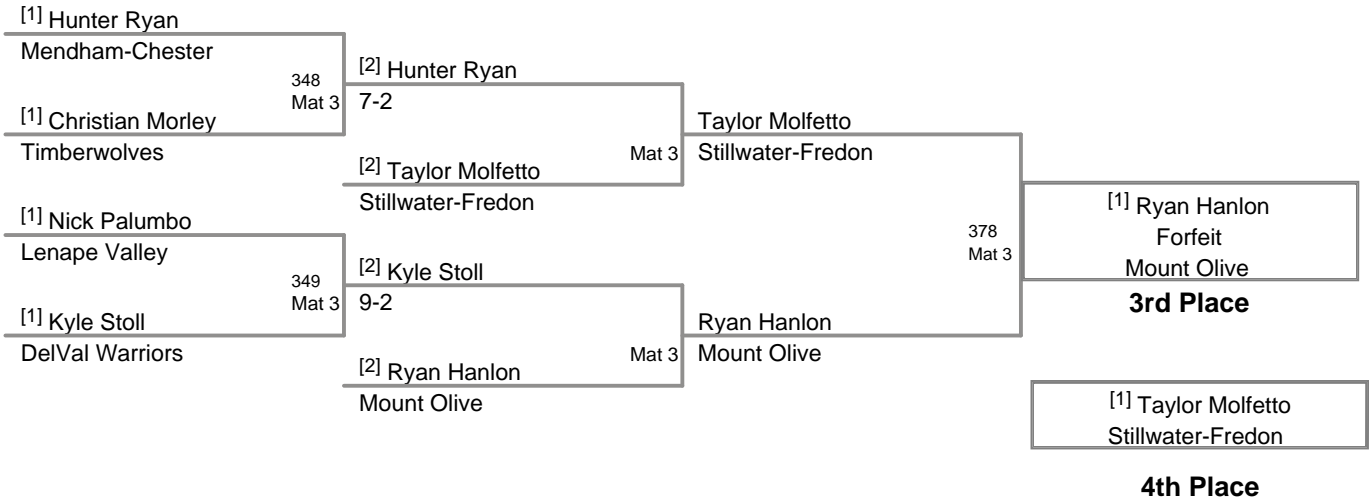 [1] Hunter Ryan
Mendham-Chester
348
Mat 3
[1] Christian Morley
Timberwolves
[2] Hunter Ryan
7-2
Mat 3
[2] Taylor Molfetto
Stillwater-Fredon
Taylor Molfetto
Stillwater-Fredon
[1] Nick Palumbo
Lenape Valley
349
Mat 3
[1] Kyle Stoll
DelVal Warriors
[2] Kyle Stoll
9-2
Mat 3
[2] Ryan Hanlon
Mount Olive
Ryan Hanlon
Mount Olive
378
Mat 3
[1] Ryan Hanlon
Forfeit
Mount Olive
3rd Place
[1] Taylor Molfetto
Stillwater-Fredon
4th Place